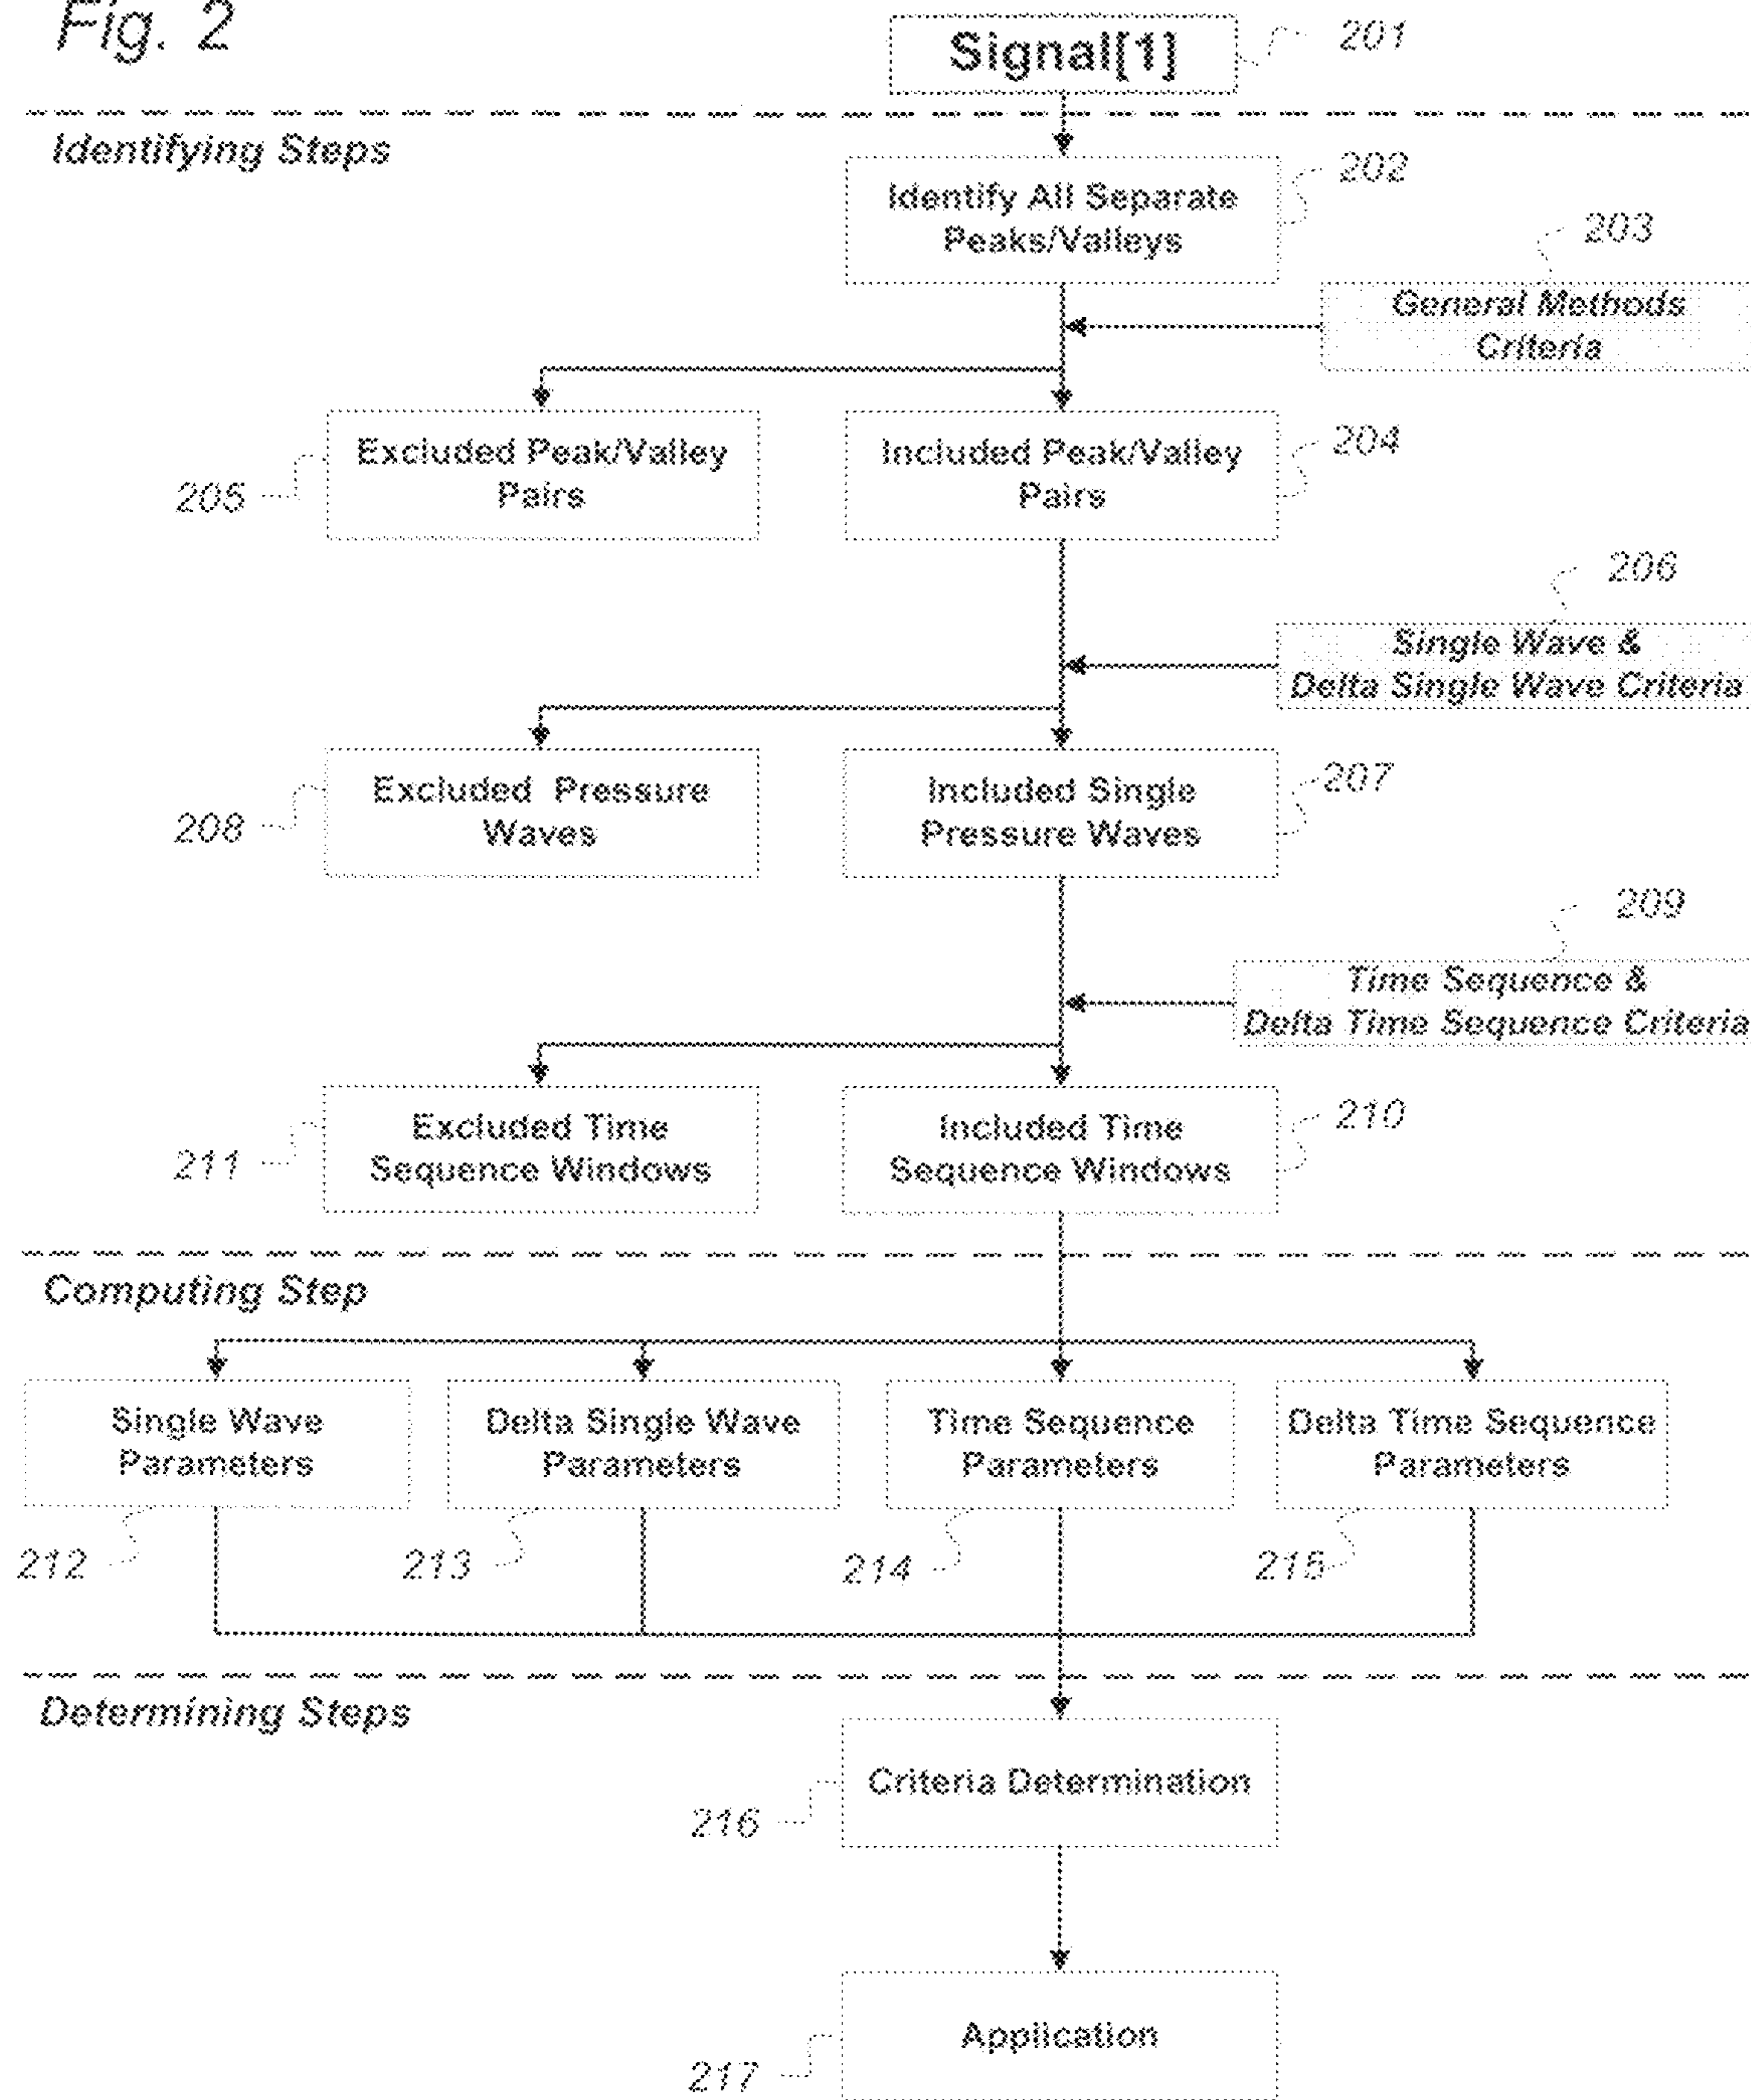 Fig. 2
Signal[1]
201
Identifying Steps
202
Identify All Separate
Peaks/Valleys
203
General Methods
Criteria
Excluded Peak/Valley
Pairs
205
Included Peak/Valley
Pairs
204
206
Single Wave &
Delta Single Wave Criteria
Excluded Pressure
Waves
208
Included Single
Pressure Waves
207
209
Time Sequence &
Delta Time Sequence Criteria
Excluded Time
Sequence Windows
211
Included Time
Sequence Windows
210
Computing Step
Single Wave
Parameters
Delta Single Wave
Parameters
Time Sequence
Parameters
Delta Time Sequence
Parameters
212
213
214
215
Determining Steps
Criteria Determination
216
Application
217